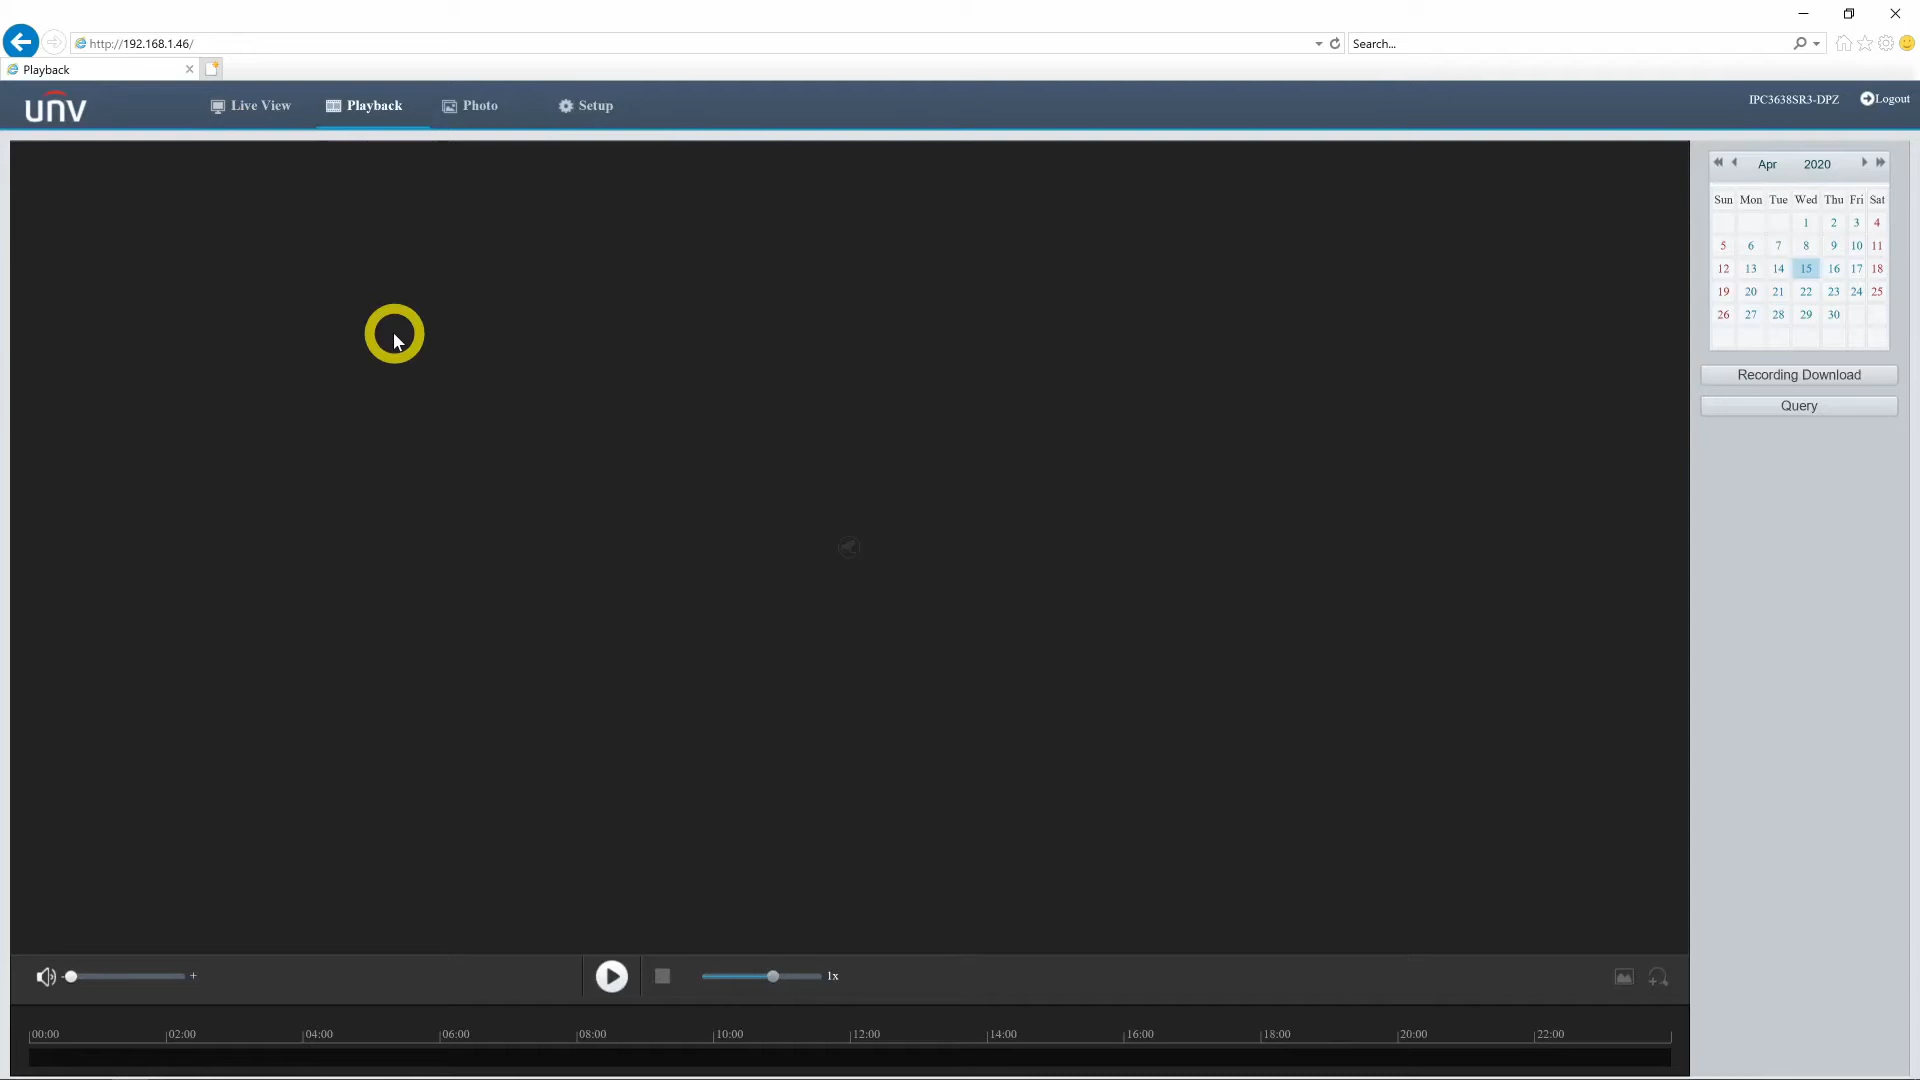 http://192.168.1.46/
Search...
Playback
unv
Live View
Playback
Photo
Setup
IPC3638SR3-DPZ
Logout
Apr 2020
Sun Mon Tue Wed Thu Fri Sat
1 2 3 4
5 6 7 8 9 10 11
12 13 14 15 16 17 18
19 20 21 22 23 24 25
26 27 28 29 30
Recording Download
Query
- +
1x
00:00 02:00 04:00 06:00 08:00 10:00 12:00 14:00 16:00 18:00 20:00 22:00